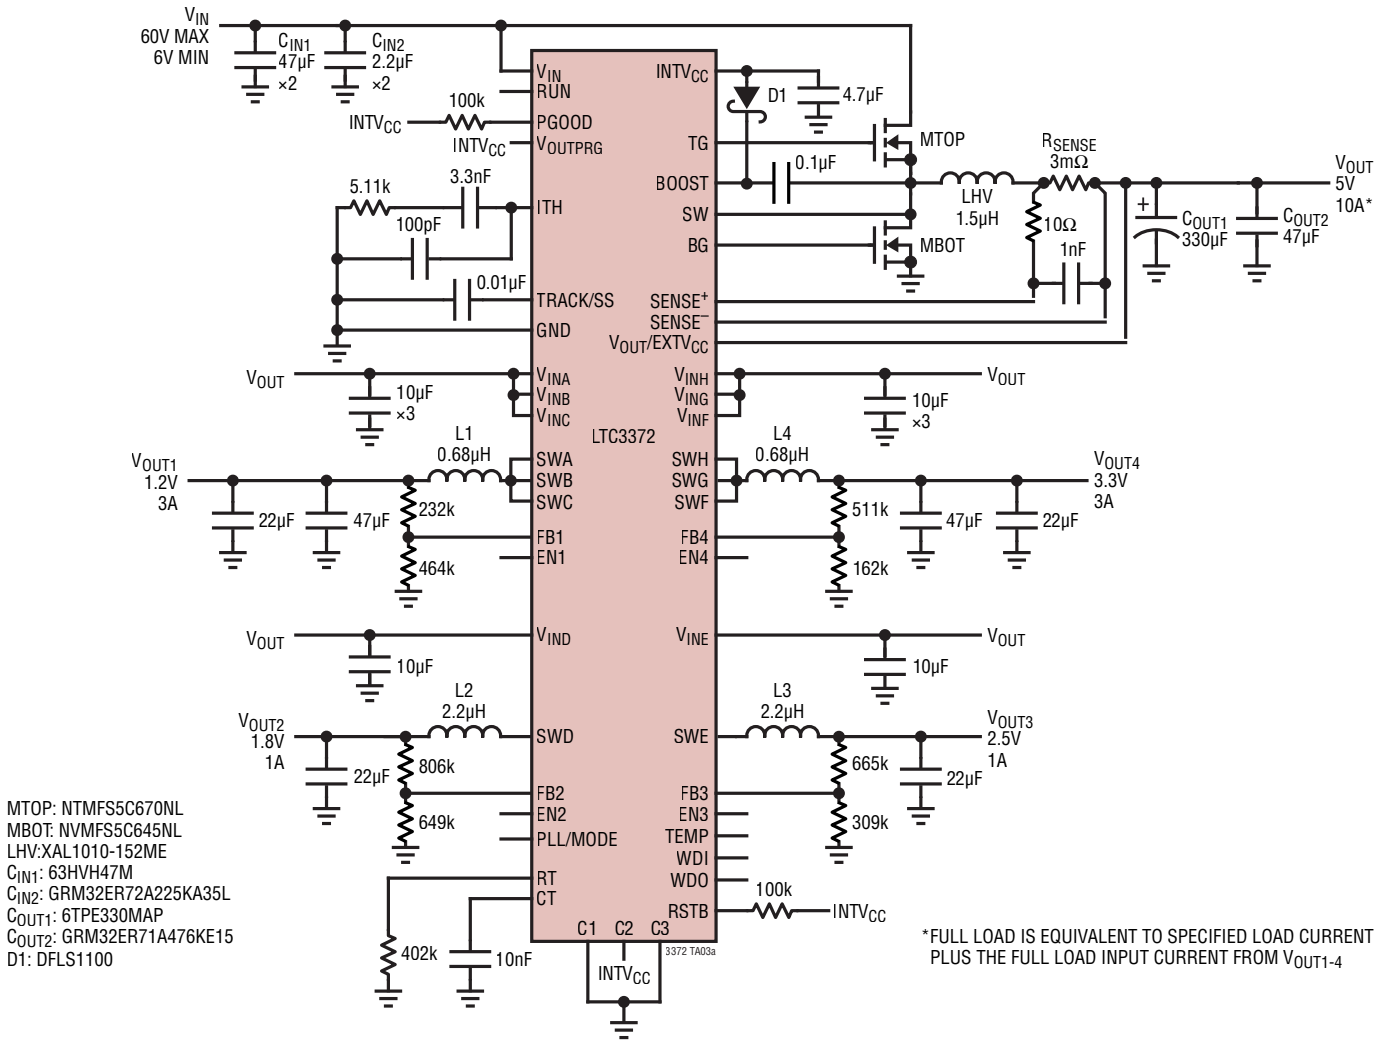 VIN
60V MAX
6V MIN
CIN1
47µF
×2
CIN2
2.2µF
×2
VIN
RUN
100k
INTVCC
PGOOD
INTVCC
VOUTPRG
3.3nF
5.11k
ITH
100pF
0.01µF
TRACK/SS
GND
VOUT
VINA
10µF
×3
VINB
VINC
L1
0.68µH
VOUT1
1.2V
3A
SWA
SWB
SWC
22µF
47µF
232k
FB1
EN1
464k
VOUT
VIND
10µF
L2
2.2µH
VOUT2
1.8V
1A
SWD
22µF
806k
FB2
EN2
649k
PLL/MODE
RT
CT
402k
10nF
C1
C2
C3
INTVCC
3372 TA03a
LTC3372
INTVCC
D1
4.7µF
TG
MTOP
BOOST
0.1µF
SW
BG
MBOT
LHV
1.5µH
RSENSE
3mΩ
10Ω
1nF
VOUT
5V
10A*
+
COUT1
330µF
COUT2
47µF
SENSE+
SENSE–
VOUT/EXTVCC
VINH
VING
VINF
VOUT
10µF
×3
L4
0.68µH
SWH
SWG
SWF
VOUT4
3.3V
3A
511k
47µF
22µF
FB4
EN4
162k
VINE
VOUT
10µF
L3
2.2µH
SWE
VOUT3
2.5V
1A
665k
22µF
FB3
EN3
309k
TEMP
WDI
WDO
RSTB
100k
INTVCC
MTOP: NTMFS5C670NL
MBOT: NVMFS5C645NL
LHV:XAL1010-152ME
CIN1: 63HVH47M
CIN2: GRM32ER72A225KA35L
COUT1: 6TPE330MAP
COUT2: GRM32ER71A476KE15
D1: DFLS1100
*FULL LOAD IS EQUIVALENT TO SPECIFIED LOAD CURRENT
PLUS THE FULL LOAD INPUT CURRENT FROM VOUT1-4